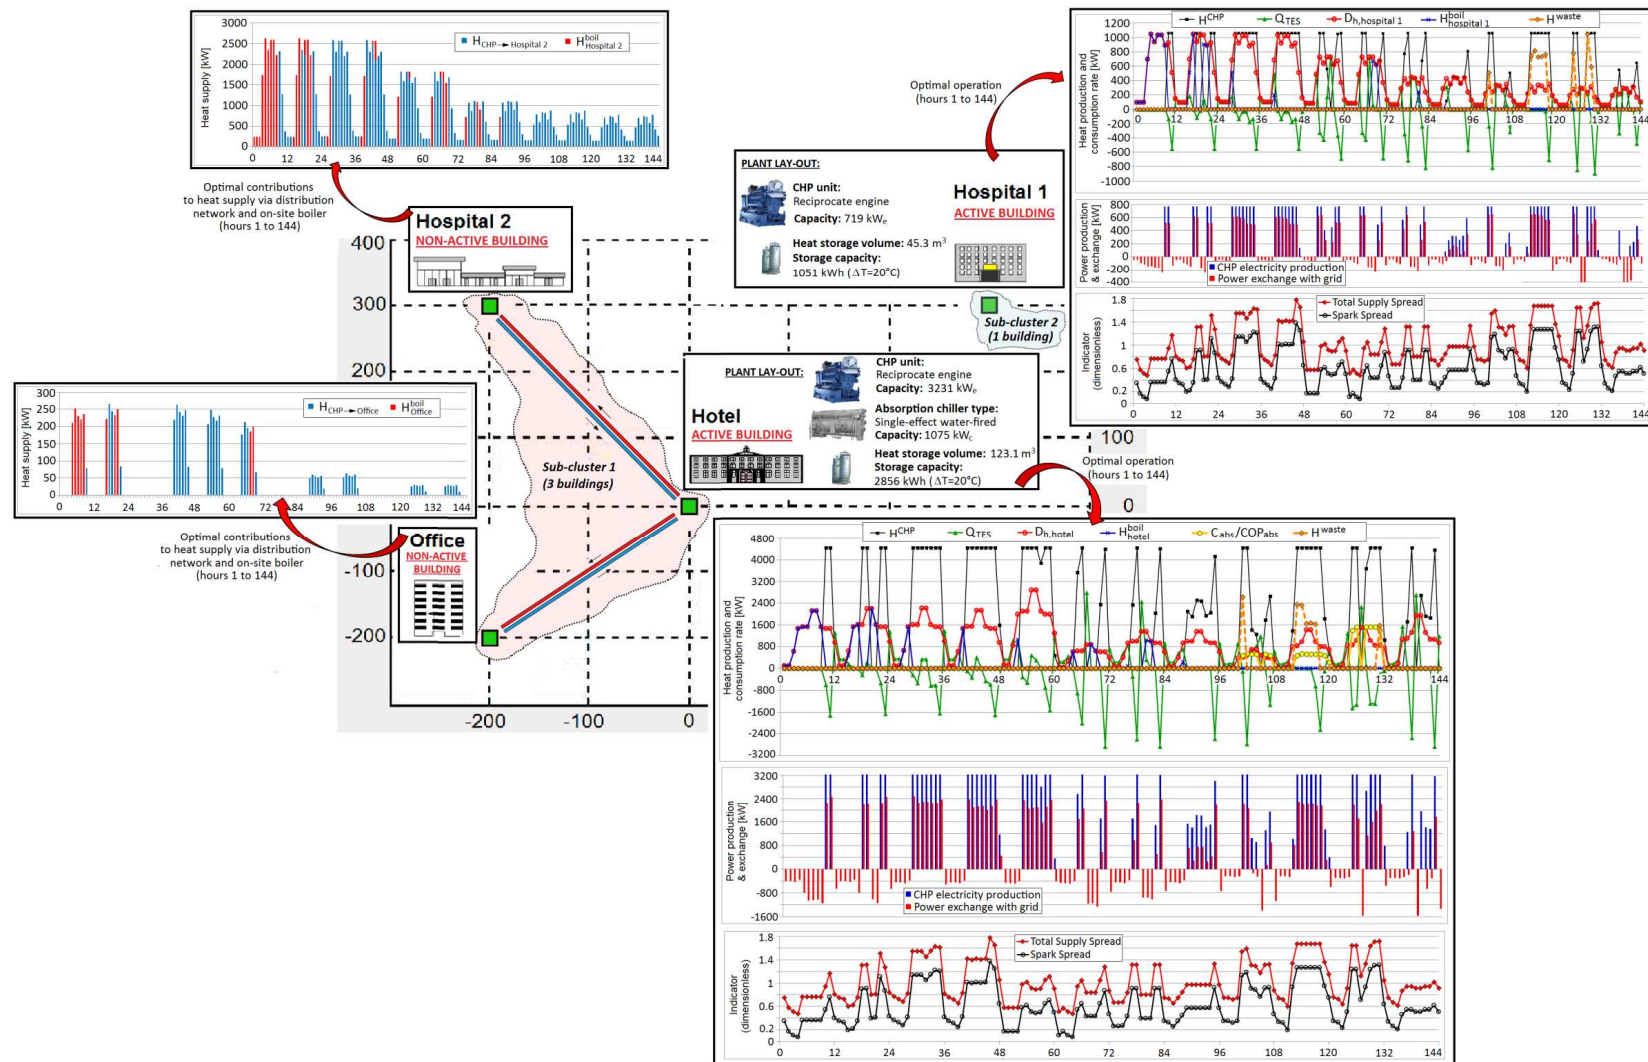 3000
2500
2000
1500
1000
500
0
Heat supply [kW]
H CHP→Hospital 2
H boil Hospital 2
0 12 24 36 48 60 72 84 96 108 120 132 144
Optimal contributions
to heat supply via distribution
network and on-site boiler
(hours 1 to 144)
Hospital 2
NON-ACTIVE BUILDING
PLANT LAY-OUT:
CHP unit:
Reciprocate engine
Capacity: 719 kWe
Heat storage volume: 45.3 m³
Storage capacity:
1051 kWh (ΔT=20°C)
Hospital 1
ACTIVE BUILDING
Optimal operation
(hours 1 to 144)
H CHP Q TES D h,hospital 1 H boil hospital 1 H waste
1200
1000
800
600
400
200
0
-200
-400
-600
-800
-1000
Heat production and
consumption rate [kW]
0 12 24 36 48 60 72 84 96 108 120 132 144
800
600
400
200
0
-200
-400
Power production
& exchange [kW]
CHP electricity production
Power exchange with grid
1.8
1.4
1
0.6
0.2
0
Indicator
(dimensionless)
Total Supply Spread
Spark Spread
0 12 24 36 48 60 72 84 96 108 120 132 144
400
300
200
100
0
-100
-200
-200 -100 0
Sub-cluster 2
(1 building)
Sub-cluster 1
(3 buildings)
PLANT LAY-OUT:
Hotel
ACTIVE BUILDING
CHP unit:
Reciprocate engine
Capacity: 3231 kWe
Absorption chiller type:
Single-effect water-fired
Capacity: 1075 kWc
Heat storage volume: 123.1 m³
Storage capacity:
2856 kWh (ΔT=20°C)
Optimal operation
(hours 1 to 144)
300
250
200
150
100
50
0
Heat supply [kW]
H CHP→Office
H boil Office
0 12 24 36 48 60 72 84 96 108 120 132 144
Optimal contributions
to heat supply via distribution
network and on-site boiler
(hours 1 to 144)
Office
NON-ACTIVE
BUILDING
H CHP Q TES D h,hotel H boil hotel C abs/COP abs H waste
4800
4000
3200
2400
1600
800
0
-800
-1600
-2400
-3200
Heat production and
consumption rate [kW]
0 12 24 36 48 60 72 84 96 108 120 132 144
3200
2400
1600
800
0
-800
-1600
Power production
& exchange [kW]
CHP electricity production
Power exchange with grid
1.8
1.4
1
0.6
0.2
0
Indicator
(dimensionless)
Total Supply Spread
Spark Spread
0 12 24 36 48 60 72 84 96 108 120 132 144